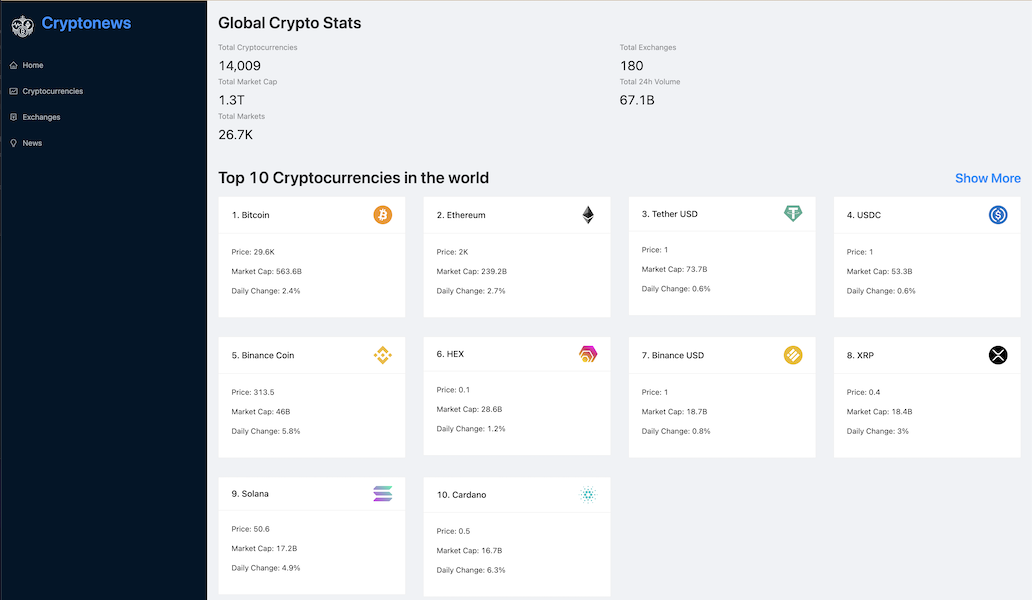 Cryptonews
Home
Cryptocurrencies
Exchanges
News
Global Crypto Stats
Total Cryptocurrencies
14,009
Total Exchanges
180
Total Market Cap
1.3T
Total 24h Volume
67.1B
Total Markets
26.7K
Top 10 Cryptocurrencies in the world
Show More
1. Bitcoin
Price: 29.6K
Market Cap: 563.6B
Daily Change: 2.4%
2. Ethereum
Price: 2K
Market Cap: 239.2B
Daily Change: 2.7%
3. Tether USD
Price: 1
Market Cap: 73.7B
Daily Change: 0.6%
4. USDC
Price: 1
Market Cap: 53.3B
Daily Change: 0.6%
5. Binance Coin
Price: 313.5
Market Cap: 46B
Daily Change: 5.8%
6. HEX
Price: 0.1
Market Cap: 28.6B
Daily Change: 1.2%
7. Binance USD
Price: 1
Market Cap: 18.7B
Daily Change: 0.8%
8. XRP
Price: 0.4
Market Cap: 18.4B
Daily Change: 3%
9. Solana
Price: 50.6
Market Cap: 17.2B
Daily Change: 4.9%
10. Cardano
Price: 0.5
Market Cap: 16.7B
Daily Change: 6.3%